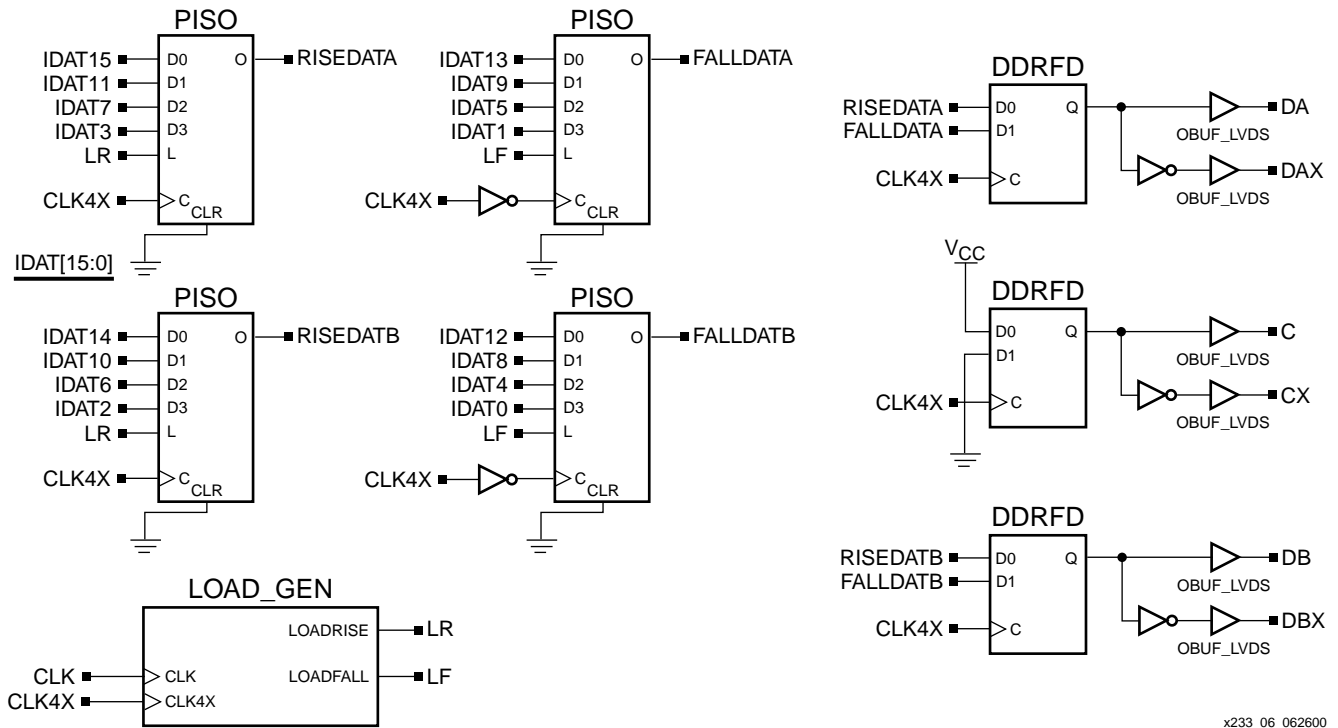 PISO
IDAT15 D0 O RISEDATA
IDAT11 D1
IDAT7 D2
IDAT3 D3
LR L
CLK4X C
CLR
PISO
IDAT13 D0 O FALLDATA
IDAT9 D1
IDAT5 D2
IDAT1 D3
LF L
CLK4X C
CLR
IDAT[15:0]
PISO
IDAT14 D0 O RISEDATB
IDAT10 D1
IDAT6 D2
IDAT2 D3
LR L
CLK4X C
CLR
PISO
IDAT12 D0 O FALLDATB
IDAT8 D1
IDAT4 D2
IDAT0 D3
LF L
CLK4X C
CLR
LOAD_GEN
LOADRISE LR
CLK CLK LOADFALL LF
CLK4X CLK4X
DDRFD
RISEDATA D0 Q DA
FALLDATA D1 OBUF_LVDS
CLK4X C DAX
OBUF_LVDS
VCC
DDRFD
D0 Q C
D1 OBUF_LVDS
CLK4X C CX
OBUF_LVDS
DDRFD
RISEDATB D0 Q DB
FALLDATB D1 OBUF_LVDS
CLK4X C DBX
OBUF_LVDS
x233_06_062600